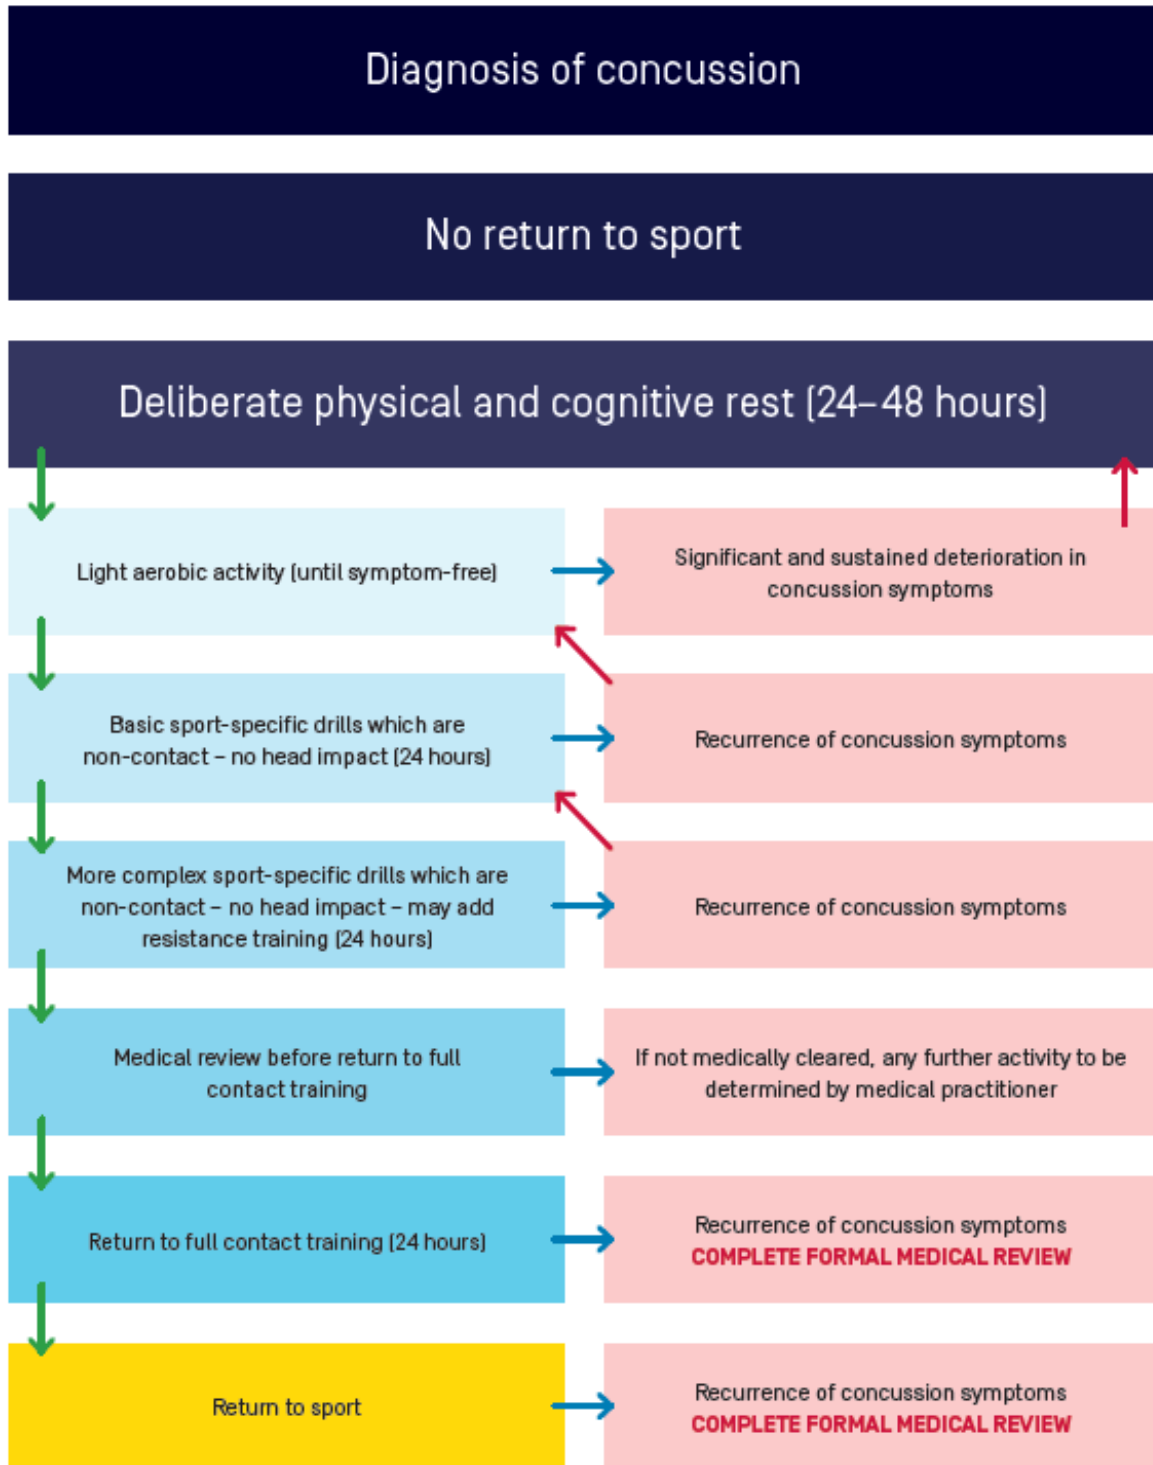 Diagnosis of concussion
No return to sport
Deliberate physical and cognitive rest (24–48 hours)
Light aerobic activity (until symptom-free)
Significant and sustained deterioration in
concussion symptoms
Basic sport-specific drills which are
non-contact – no head impact (24 hours)
Recurrence of concussion symptoms
More complex sport-specific drills which are
non-contact – no head impact – may add
resistance training (24 hours)
Recurrence of concussion symptoms
Medical review before return to full
contact training
If not medically cleared, any further activity to be
determined by medical practitioner
Return to full contact training (24 hours)
Recurrence of concussion symptoms
COMPLETE FORMAL MEDICAL REVIEW
Return to sport
Recurrence of concussion symptoms
COMPLETE FORMAL MEDICAL REVIEW